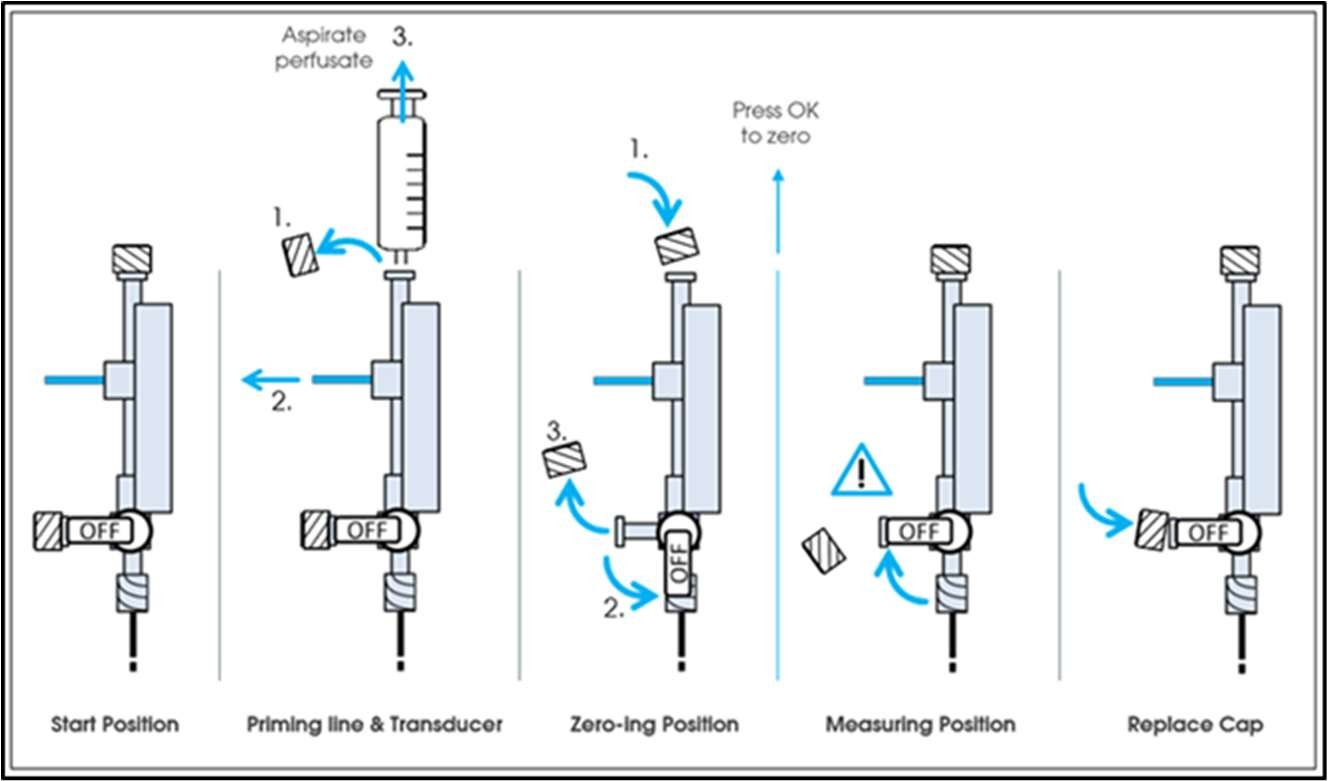 Aspirate
perfusate
3.
1.
2.
OFF
OFF
1.
3.
2.
OFF
Press OK
to zero
!
OFF
OFF
Start Position
Priming line & Transducer
Zero-ing Position
Measuring Position
Replace Cap